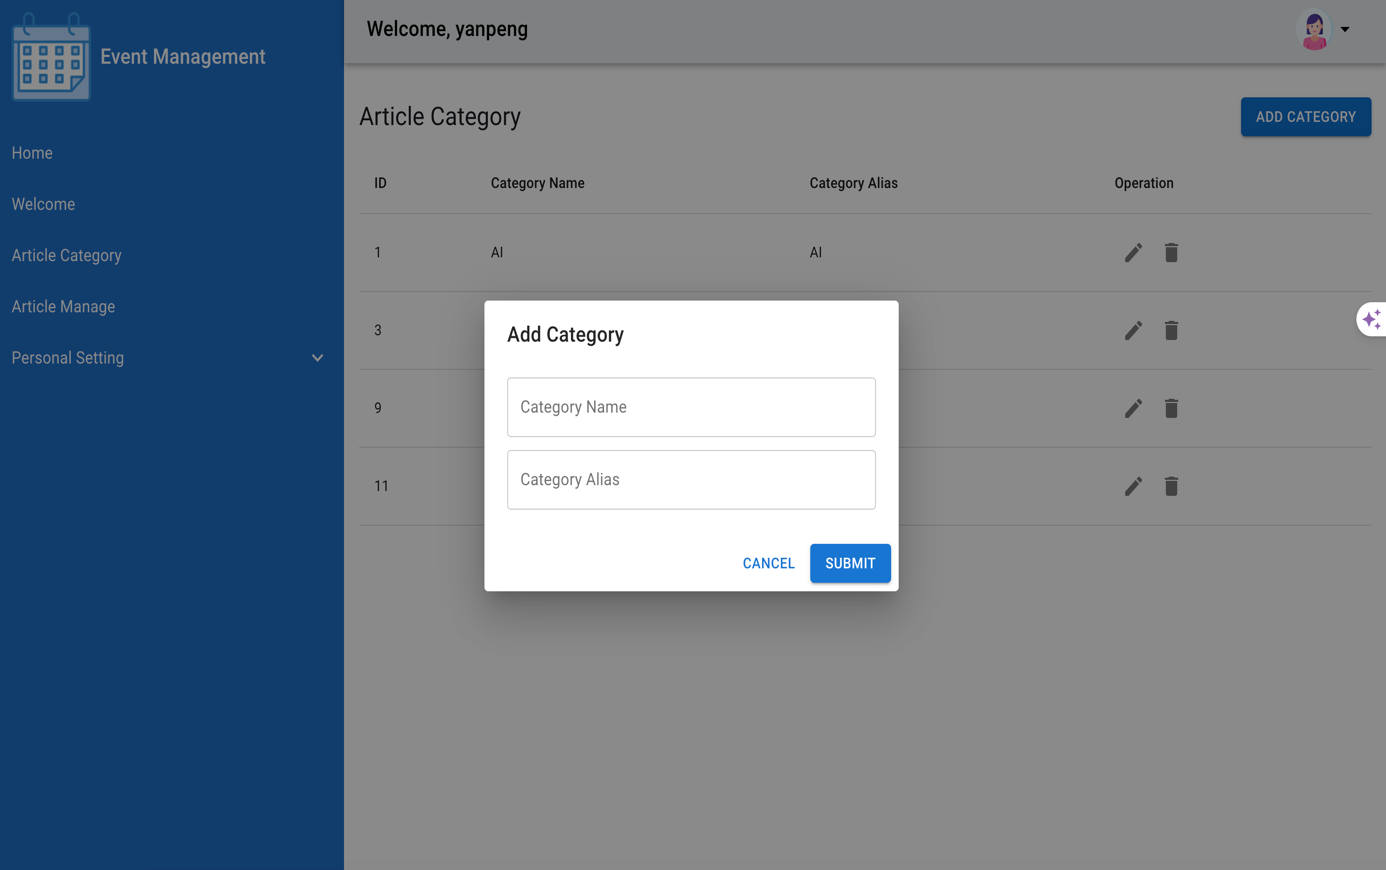 Event Management
Welcome, yanpeng
Home
Welcome
Article Category
Article Manage
Personal Setting
Article Category
ADD CATEGORY
ID Category Name Category Alias Operation
1 AI AI
3
9
11
Add Category
Category Name
Category Alias
CANCEL SUBMIT